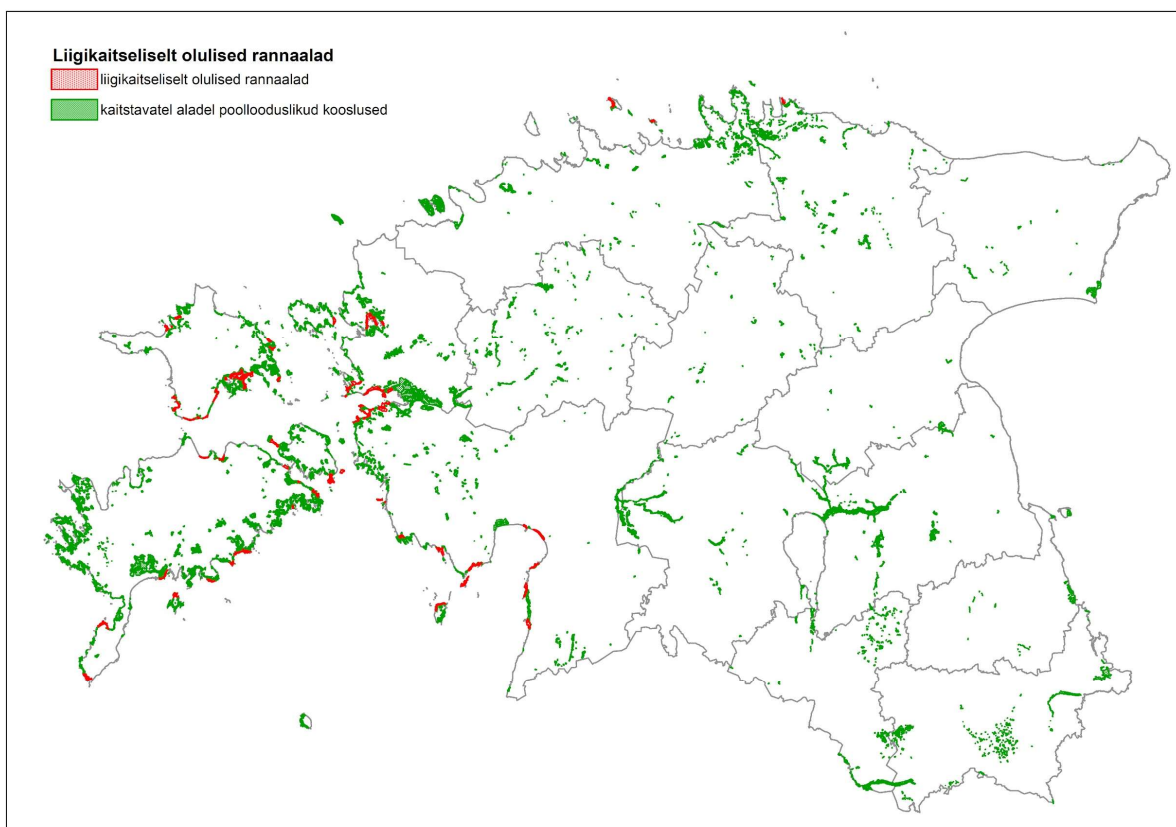 Liigikaitseliselt olulised rannaalad
liigikaitseliselt olulised rannaalad
kaitstavatel aladel poollooduslikud kooslused